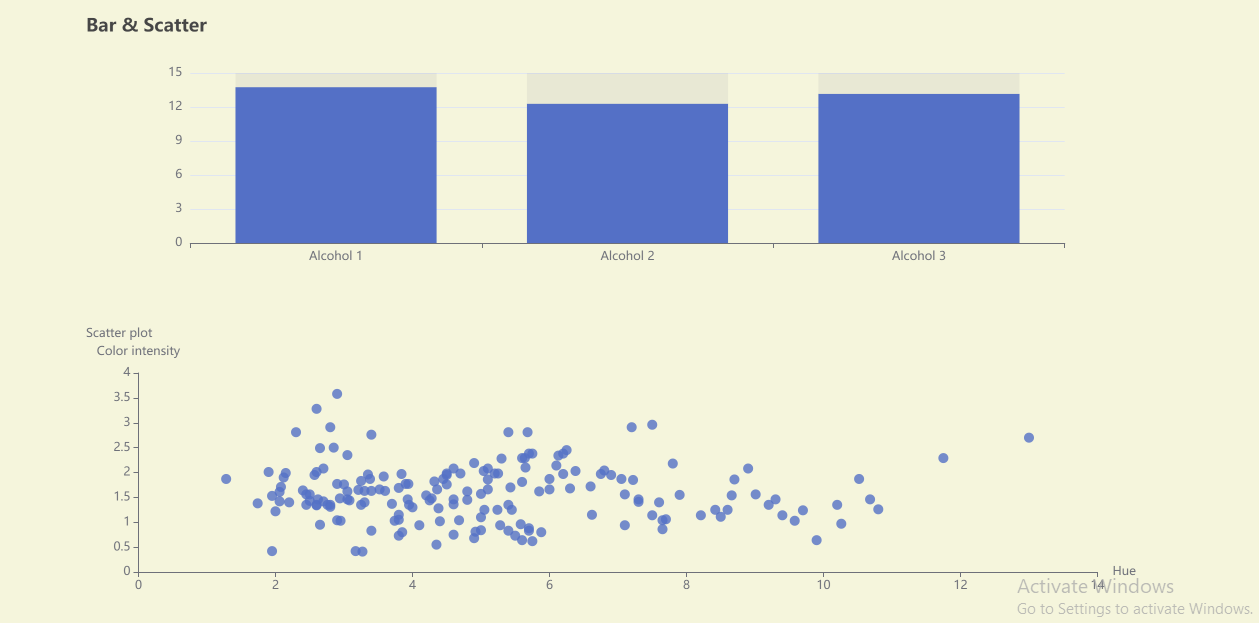 Bar & Scatter
15
12
9
6
3
0
Alcohol 1 Alcohol 2 Alcohol 3
Scatter plot
Color intensity
4
3.5
3
2.5
2
1.5
1
0.5
0
Hue
0 2 4 6 8 10 12 14
Activate Windows
Go to Settings to activate Windows.